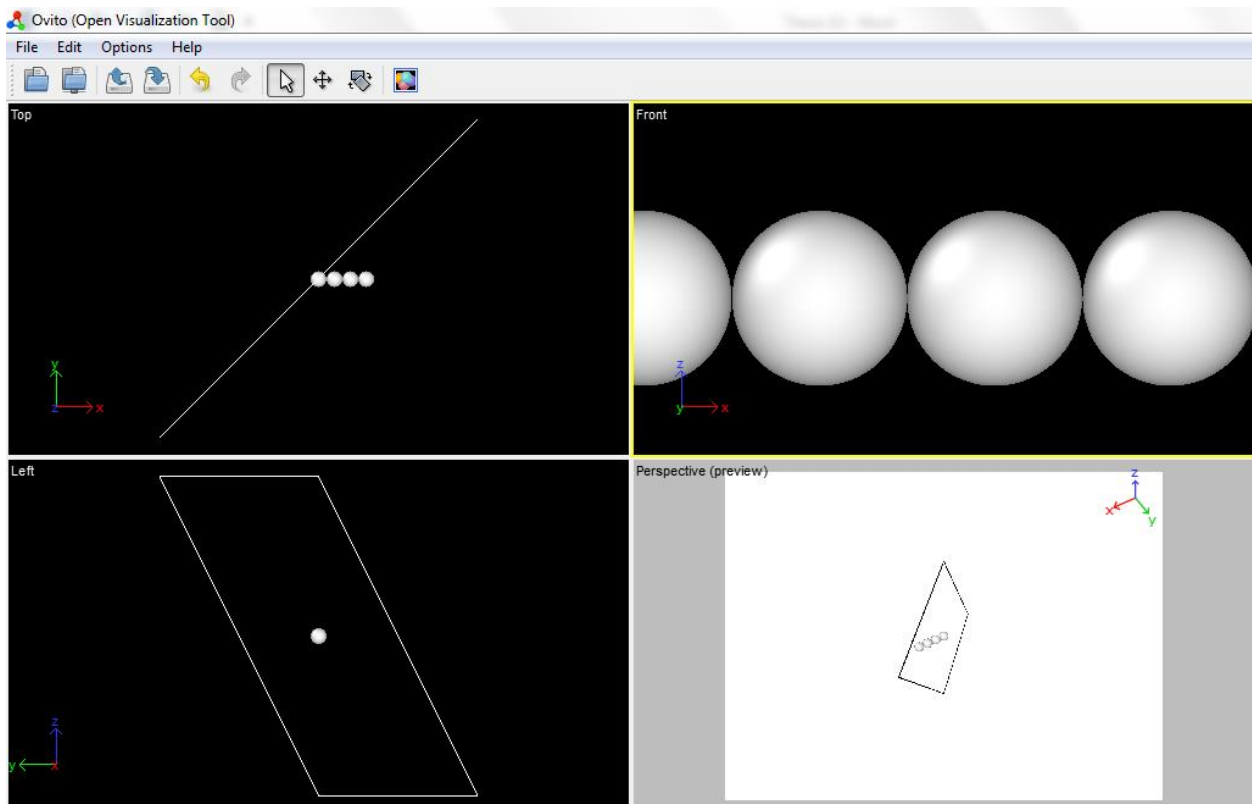 Ovito (Open Visualization Tool)
File Edit Options Help
Top
y
z x
Front
z
y x
Left
z
y x
Perspective (preview)
z
x y